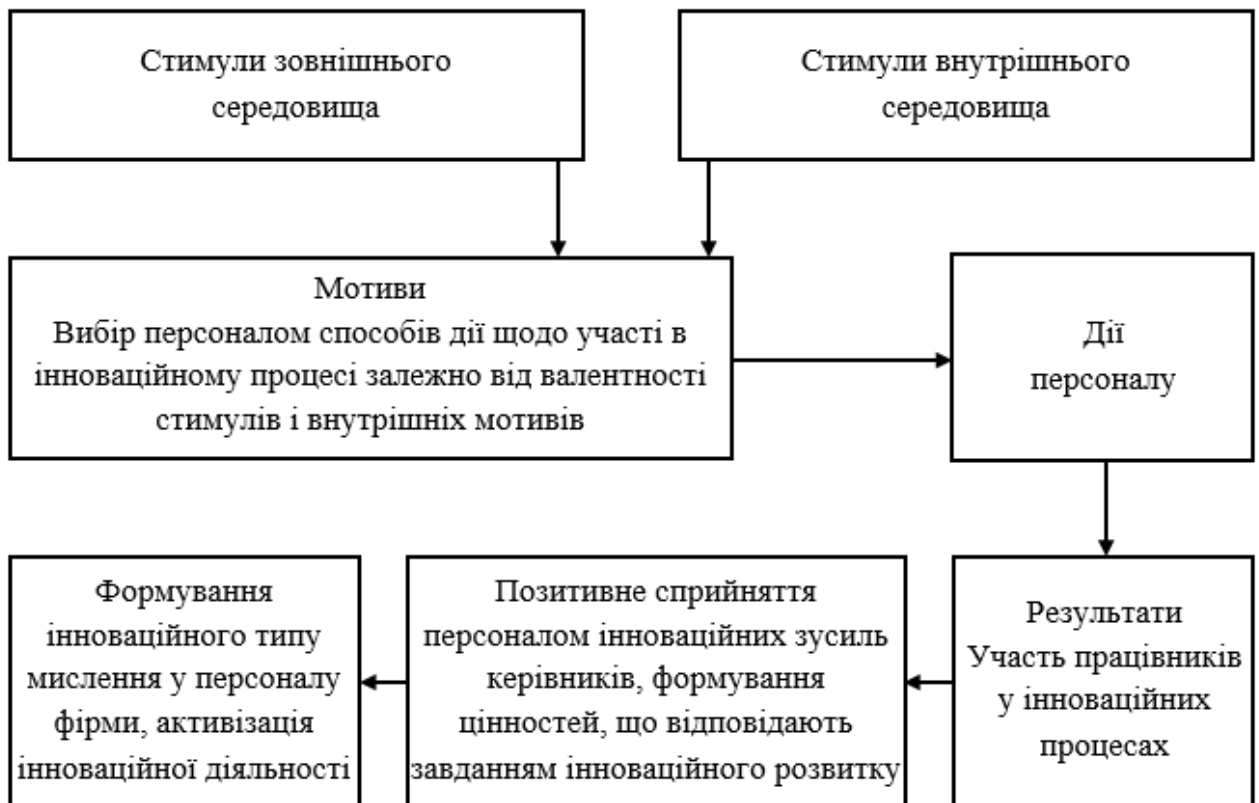 Стимули зовнішнього
середовища
Стимули внутрішнього
середовища
Мотиви
Вибір персоналом способів дії щодо участі в
інноваційному процесі залежно від валентності
стимулів і внутрішніх мотивів
Дії
персоналу
Формування
інноваційного типу
мислення у персоналу
фірми, активізація
інноваційної діяльності
Позитивне сприйняття
персоналом інноваційних зусиль
керівників, формування
цінностей, що відповідають
завданням інноваційного розвитку
Результати
Участь працівників
у інноваційних
процесах